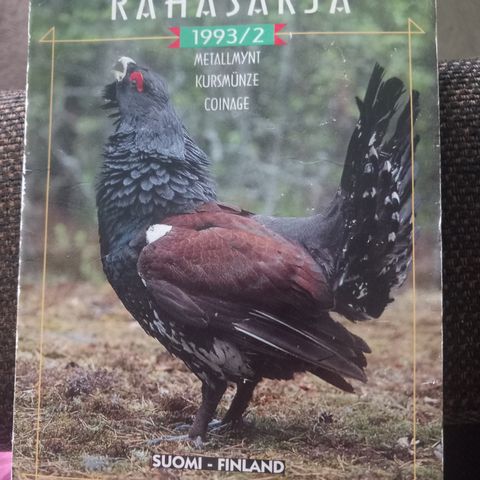 RAHASARJA
1993/2
METALLMYNT
KURSMÜNZE
COINAGE
SUOMI - FINLAND